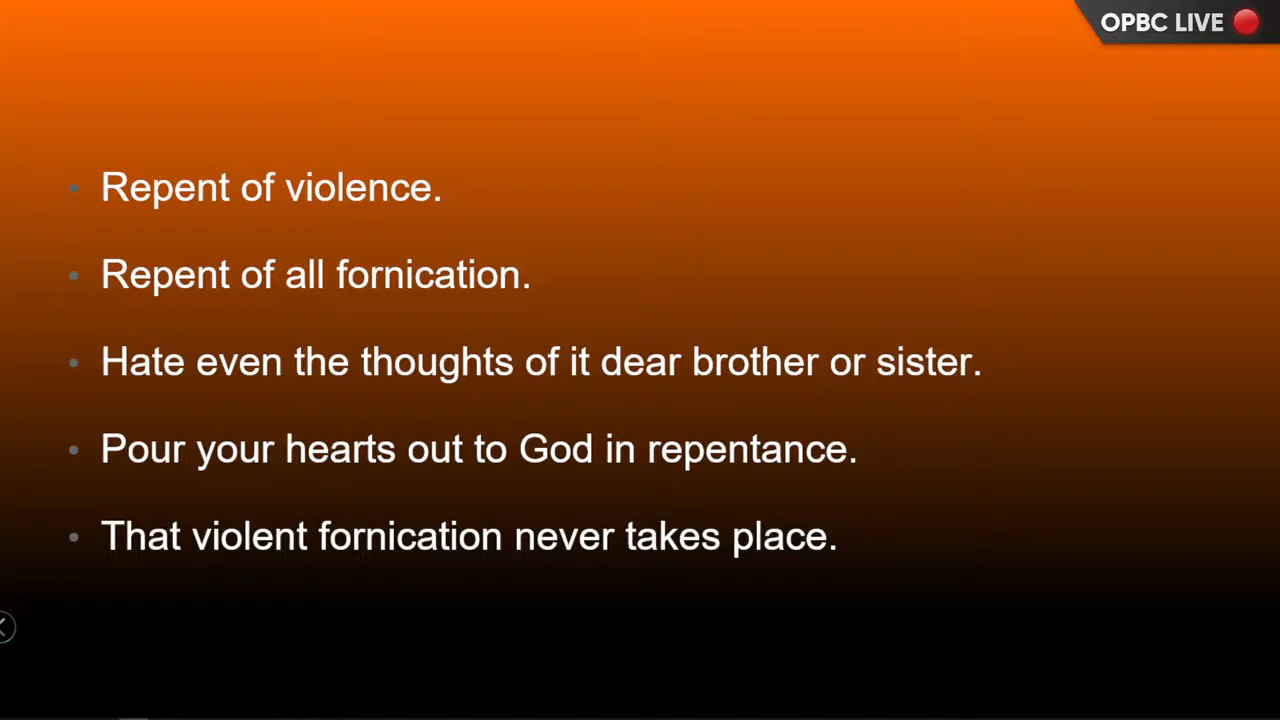 OPBC LIVE
Repent of violence.
Repent of all fornication.
Hate even the thoughts of it dear brother or sister.
Pour your hearts out to God in repentance.
That violent fornication never takes place.